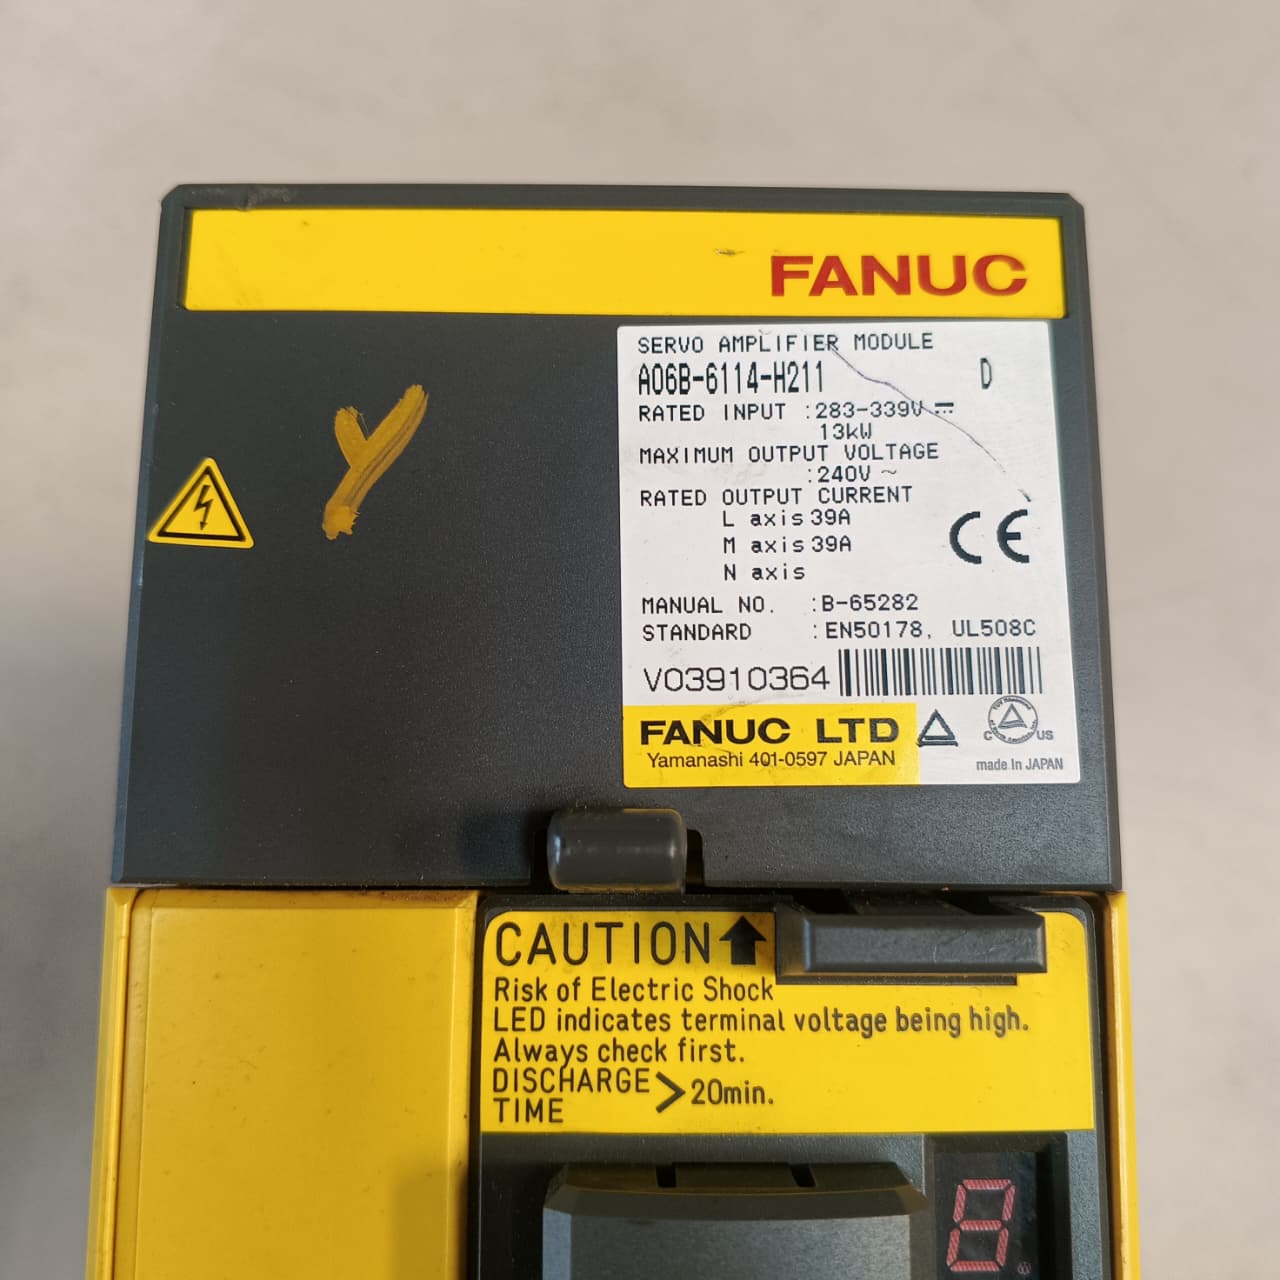 FANUC
SERVO AMPLIFIER MODULE
A06B-6114-H211 D
RATED INPUT :283-339V ⎓
13kW
MAXIMUM OUTPUT VOLTAGE
:240V ~
RATED OUTPUT CURRENT
L axis 39A
M axis 39A
N axis
CE
MANUAL NO. :B-65282
STANDARD :EN50178, UL508C
V03910364
FANUC LTD
Yamanashi 401-0597 JAPAN
C US
made In JAPAN
Y
CAUTION
Risk of Electric Shock
LED indicates terminal voltage being high.
Always check first.
DISCHARGE TIME > 20min.
8